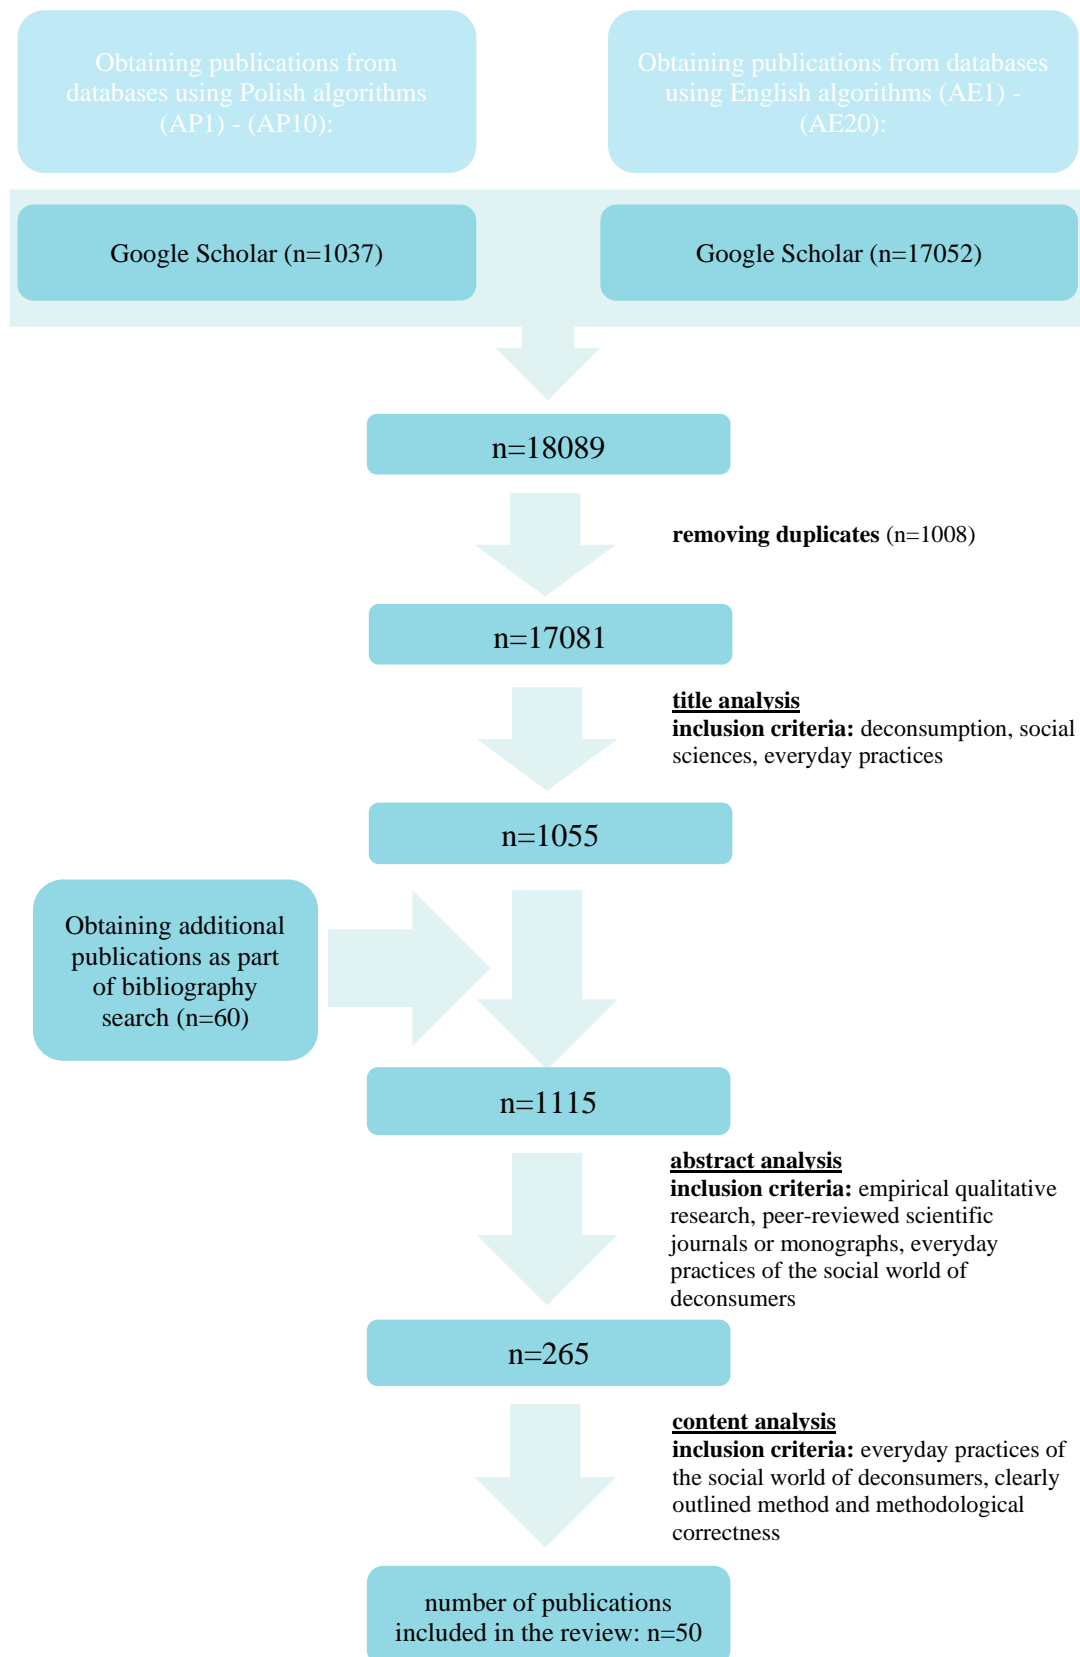 Obtaining publications from
databases using Polish algorithms
(AP1) - (AP10):
Obtaining publications from databases
using English algorithms (AE1) -
(AE20):
Google Scholar (n=1037)
Google Scholar (n=17052)
n=18089
removing duplicates (n=1008)
n=17081
title analysis
inclusion criteria: deconsumption, social
sciences, everyday practices
n=1055
Obtaining additional
publications as part
of bibliography
search (n=60)
n=1115
abstract analysis
inclusion criteria: empirical qualitative
research, peer-reviewed scientific
journals or monographs, everyday
practices of the social world of
deconsumers
n=265
content analysis
inclusion criteria: everyday practices of
the social world of deconsumers, clearly
outlined method and methodological
correctness
number of publications
included in the review: n=50